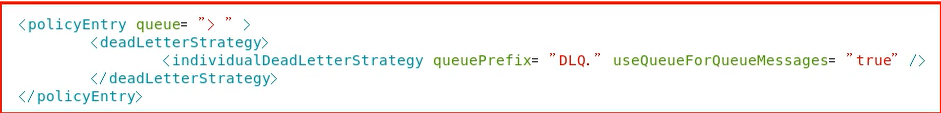 <policyEntry queue= ”> ” >
<deadLetterStrategy>
<individualDeadLetterStrategy queuePrefix= ”DLQ.” useQueueForQueueMessages= ”true” />
</deadLetterStrategy>
</policyEntry>